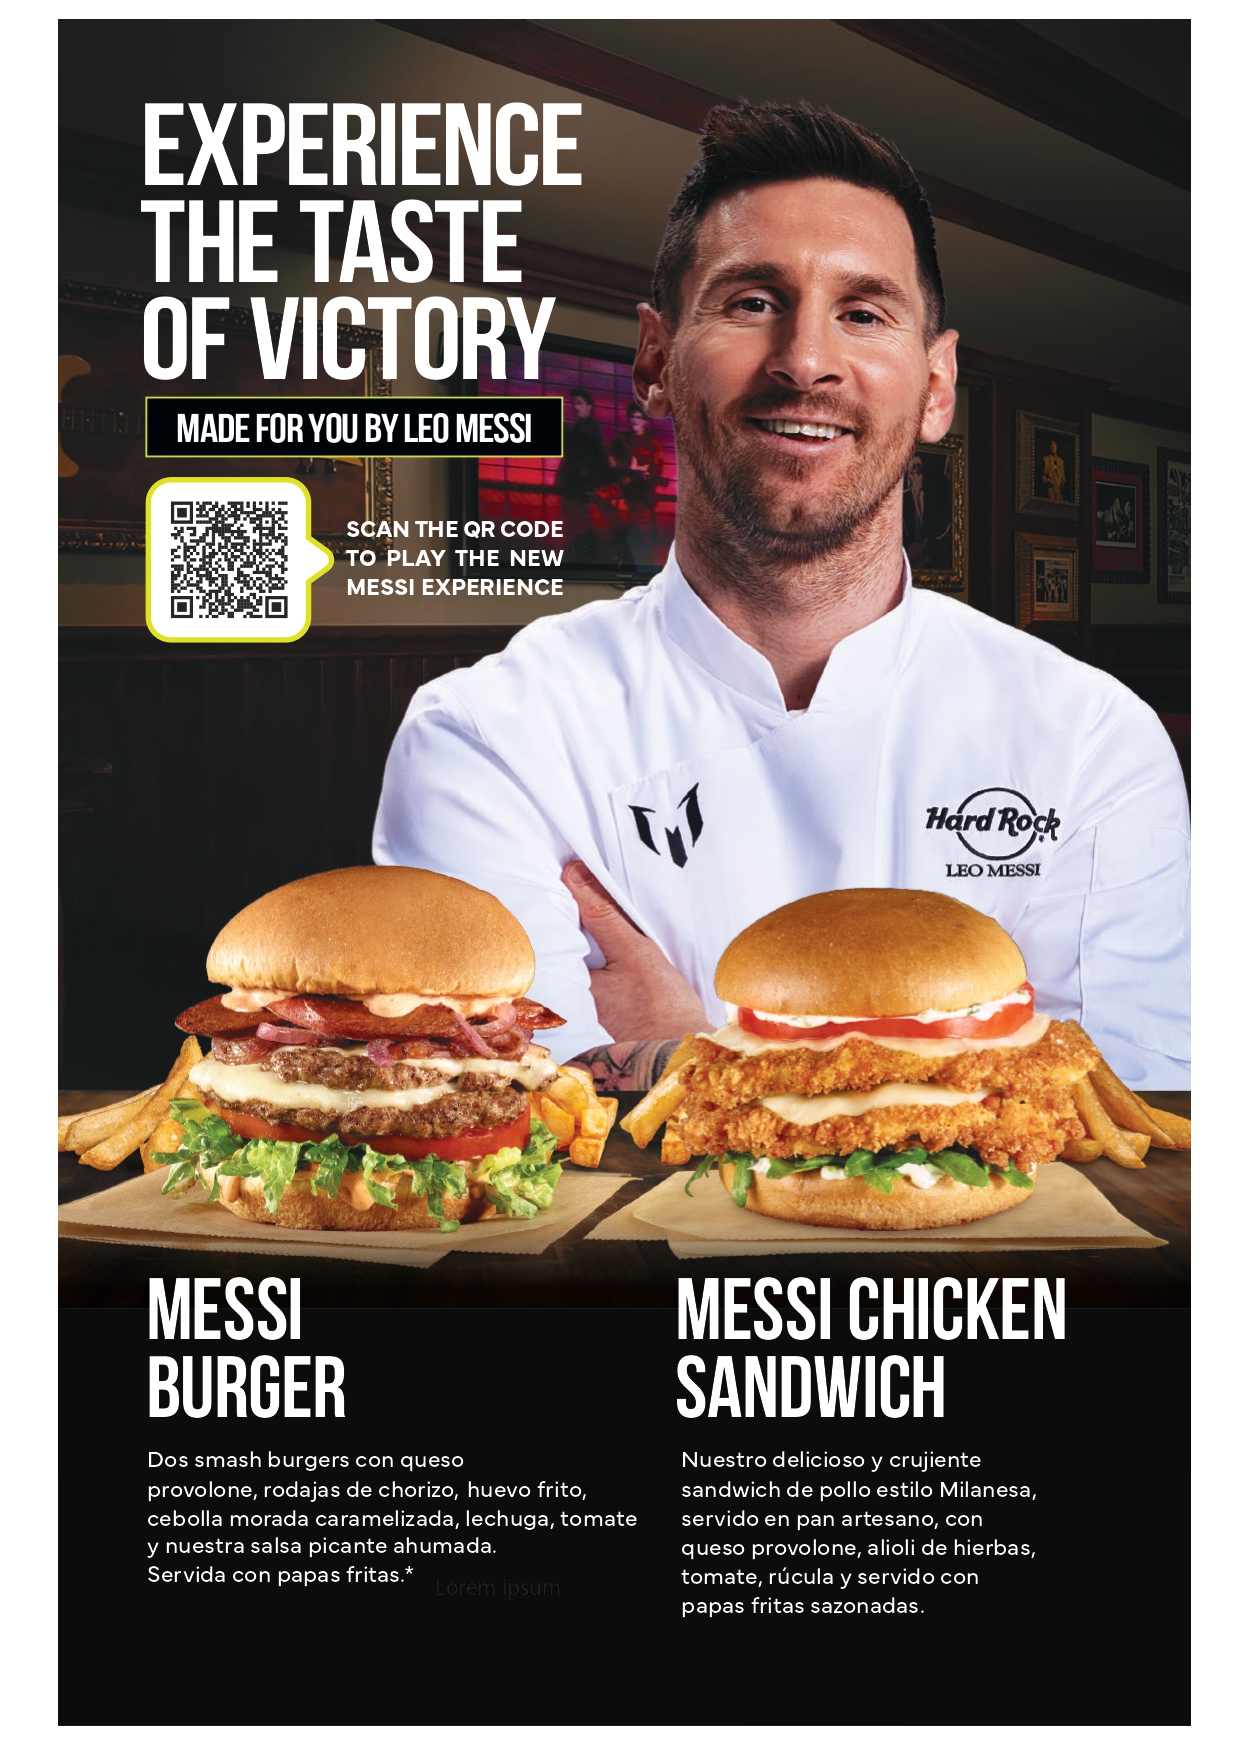 EXPERIENCE
THE TASTE
OF VICTORY
MADE FOR YOU BY LEO MESSI
SCAN THE QR CODE
TO PLAY THE NEW
MESSI EXPERIENCE
Hard Rock
LEO MESSI
MESSI
BURGER
Dos smash burgers con queso
provolone, rodajas de chorizo, huevo frito,
cebolla morada caramelizada, lechuga, tomate
y nuestra salsa picante ahumada.
Servida con papas fritas.*
Lorem ipsum
MESSI CHICKEN
SANDWICH
Nuestro delicioso y crujiente
sandwich de pollo estilo Milanesa,
servido en pan artesano, con
queso provolone, alioli de hierbas,
tomate, rúcula y servido con
papas fritas sazonadas.